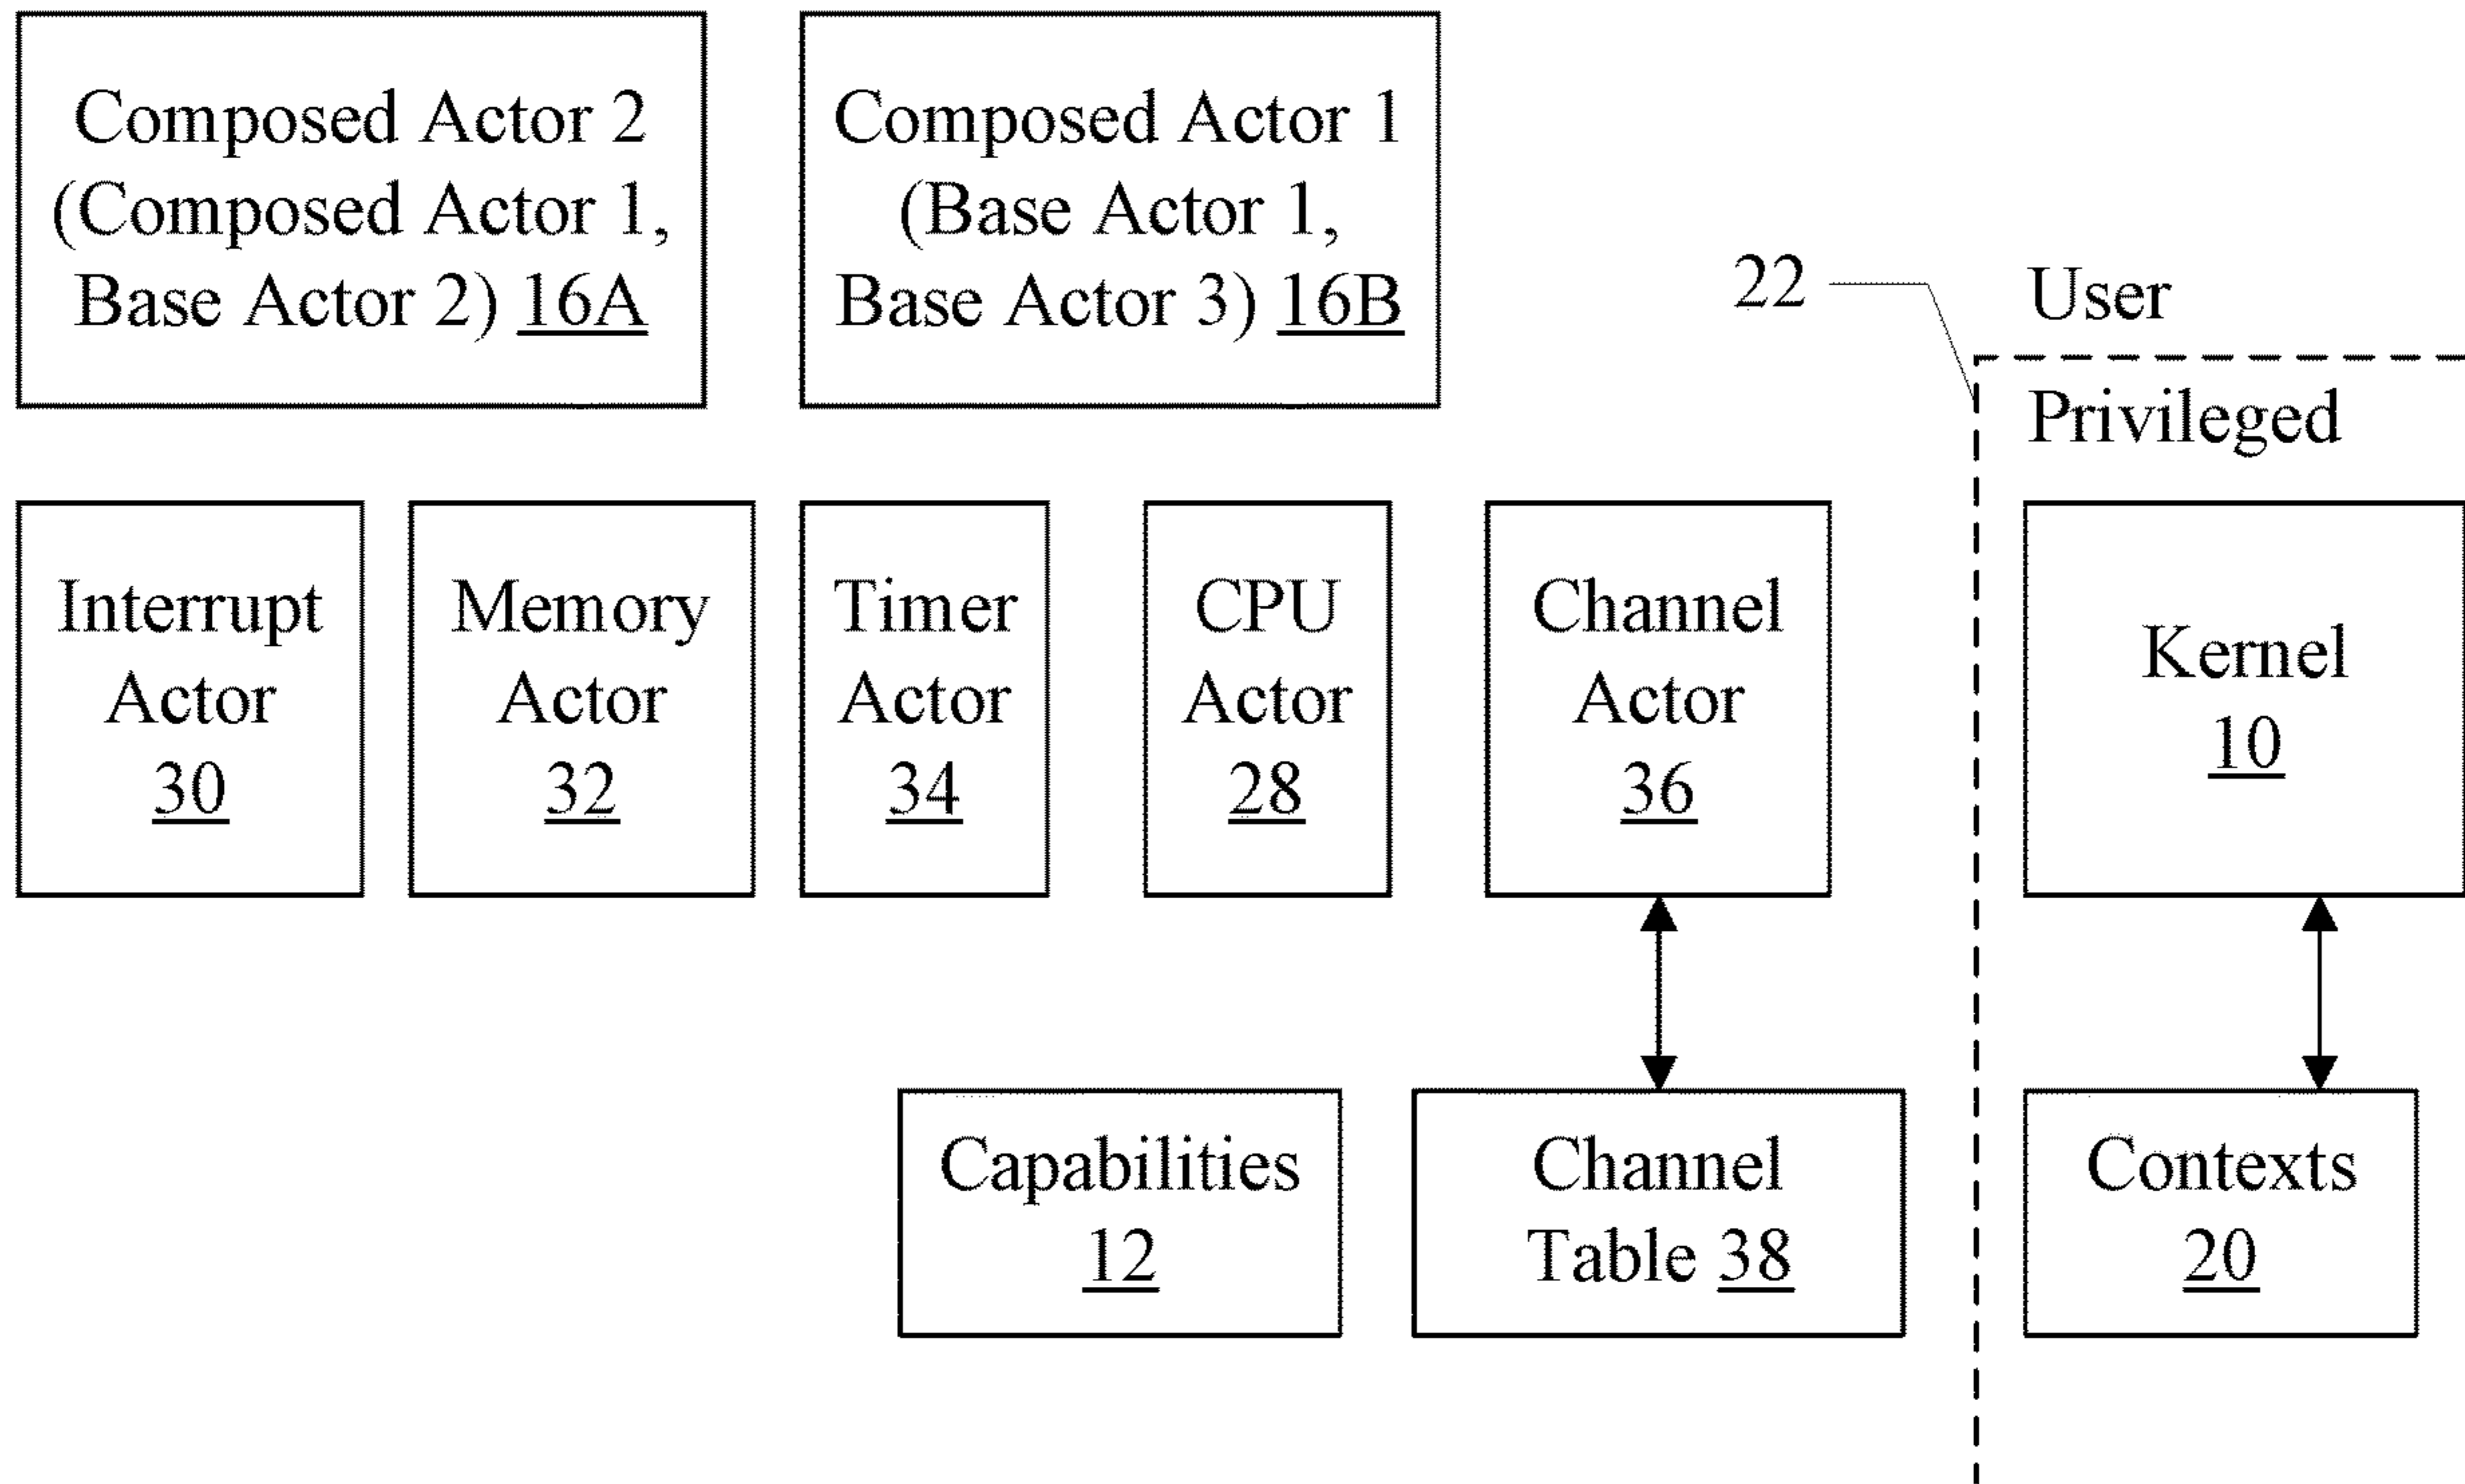 Composed Actor 2
(Composed Actor 1,
Base Actor 2) 16A
Composed Actor 1
(Base Actor 1,
Base Actor 3) 16B
22
User
Privileged
Interrupt
Actor
30
Memory
Actor
32
Timer
Actor
34
CPU
Actor
28
Channel
Actor
36
Kernel
10
Capabilities
12
Channel
Table 38
Contexts
20